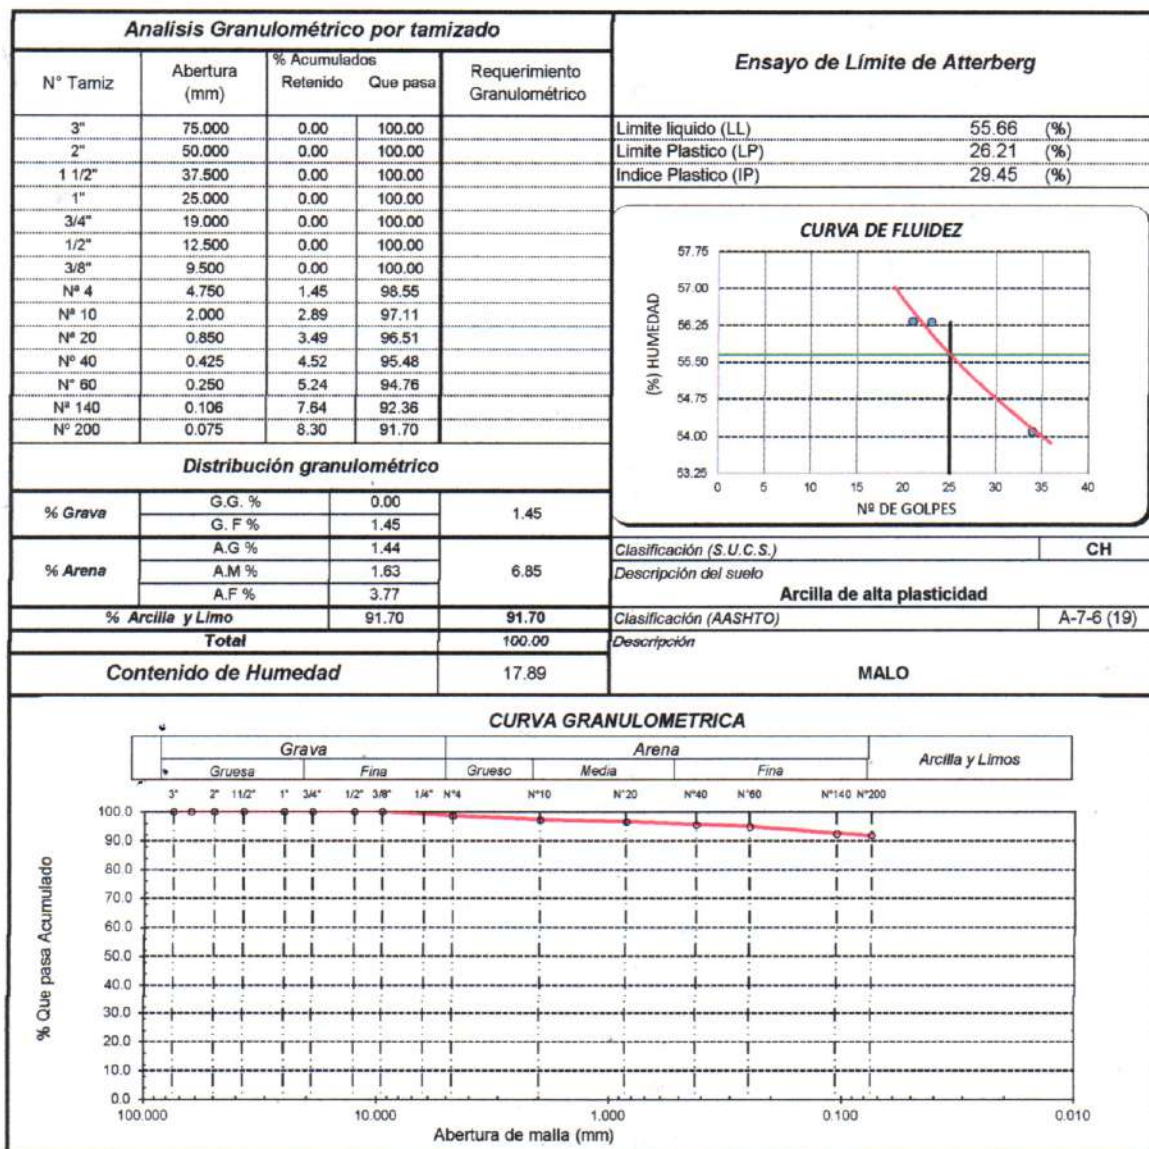 Analisis Granulométrico por tamizado
N° Tamiz Abertura (mm) % Acumulados Retenido Que pasa Requerimiento Granulométrico
3" 75.000 0.00 100.00
2" 50.000 0.00 100.00
1 1/2" 37.500 0.00 100.00
1" 25.000 0.00 100.00
3/4" 19.000 0.00 100.00
1/2" 12.500 0.00 100.00
3/8" 9.500 0.00 100.00
Nª 4 4.750 1.45 98.55
Nª 10 2.000 2.89 97.11
Nª 20 0.850 3.49 96.51
Nº 40 0.425 4.52 95.48
N° 60 0.250 5.24 94.76
Nª 140 0.106 7.64 92.36
Nº 200 0.075 8.30 91.70
Distribución granulométrico
% Grava G.G. % 0.00 1.45
G. F % 1.45
% Arena A.G % 1.44 6.85
A.M % 1.63
A.F % 3.77
% Arcilla y Limo 91.70 91.70
Total 100.00
Contenido de Humedad 17.89
Ensayo de Límite de Atterberg
Limite liquido (LL) 55.66 (%)
Limite Plastico (LP) 26.21 (%)
Indice Plastico (IP) 29.45 (%)
CURVA DE FLUIDEZ
(%) HUMEDAD
57.75
57.00
56.25
55.50
54.75
54.00
53.25
0 5 10 15 20 25 30 35 40
Nº DE GOLPES
Clasificación (S.U.C.S.) CH
Descripción del suelo
Arcilla de alta plasticidad
Clasificación (AASHTO) A-7-6 (19)
Descripción
MALO
CURVA GRANULOMETRICA
Grava Arena Arcilla y Limos
Gruesa Fina Grueso Media Fina
3" 2" 11/2" 1" 3/4" 1/2" 3/8" 1/4" N°4 N°10 N°20 N°40 N°60 N°140 N°200
% Que pasa Acumulado
100.0
90.0
80.0
70.0
60.0
50.0
40.0
30.0
20.0
10.0
0.0
100.000 10.000 1.000 0.100 0.010
Abertura de malla (mm)